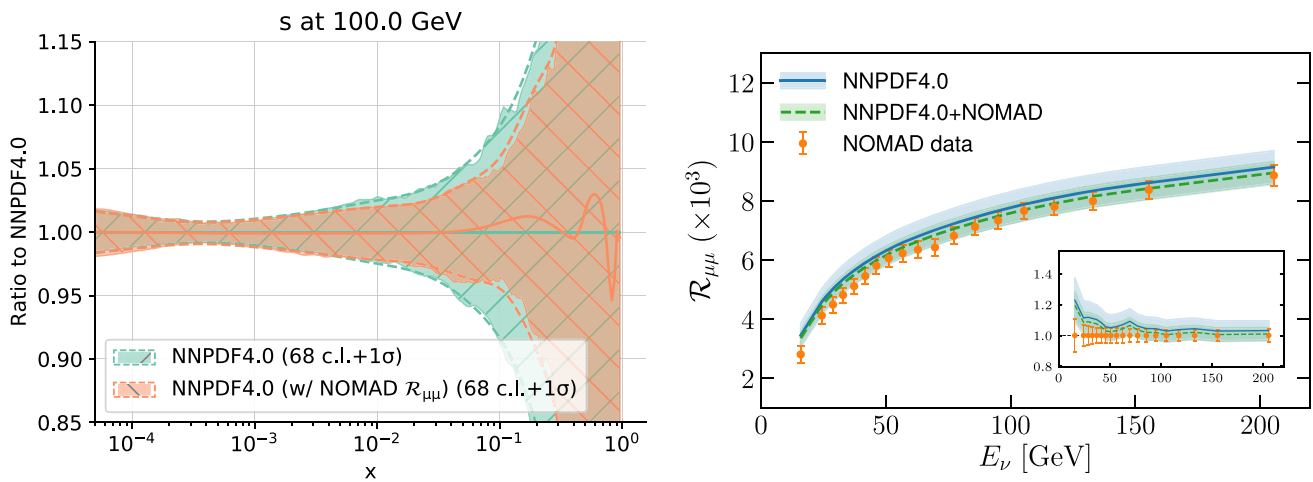 s at 100.0 GeV
1.15
1.10
1.05
1.00
0.95
0.90
0.85
Ratio to NNPDF4.0
NNPDF4.0 (68 c.l.+1σ)
NNPDF4.0 (w/ NOMAD ℛμμ) (68 c.l.+1σ)
10⁻⁴ 10⁻³ 10⁻² 10⁻¹ 10⁰
x
12
10
8
6
4
2
ℛμμ (×10³)
NNPDF4.0
NNPDF4.0+NOMAD
NOMAD data
1.4
1.2
1.0
0.8
0 50 100 150 200
0 50 100 150 200
Eν [GeV]